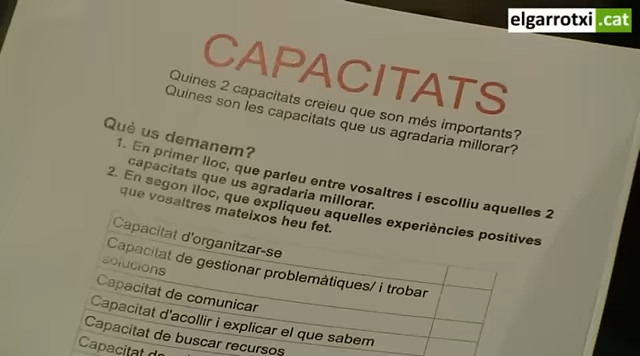 elgarrotxi.cat
CAPACITATS
Quines 2 capacitats creieu que son més importants?
Quines son les capacitats que us agradaria millorar?
Què us demanem?
1. En primer lloc, que parleu entre vosaltres i escolliu aquelles 2
capacitats que us agradaria millorar.
2. En segon lloc, que expliqueu aquelles experiències positives
que vosaltres mateixos heu fet.
Capacitat d'organitzar-se
Capacitat de gestionar problemàtiques/ i trobar
solucions
Capacitat de comunicar
Capacitat d'acollir i explicar el que sabem
Capacitat de buscar recursos
Capacitat